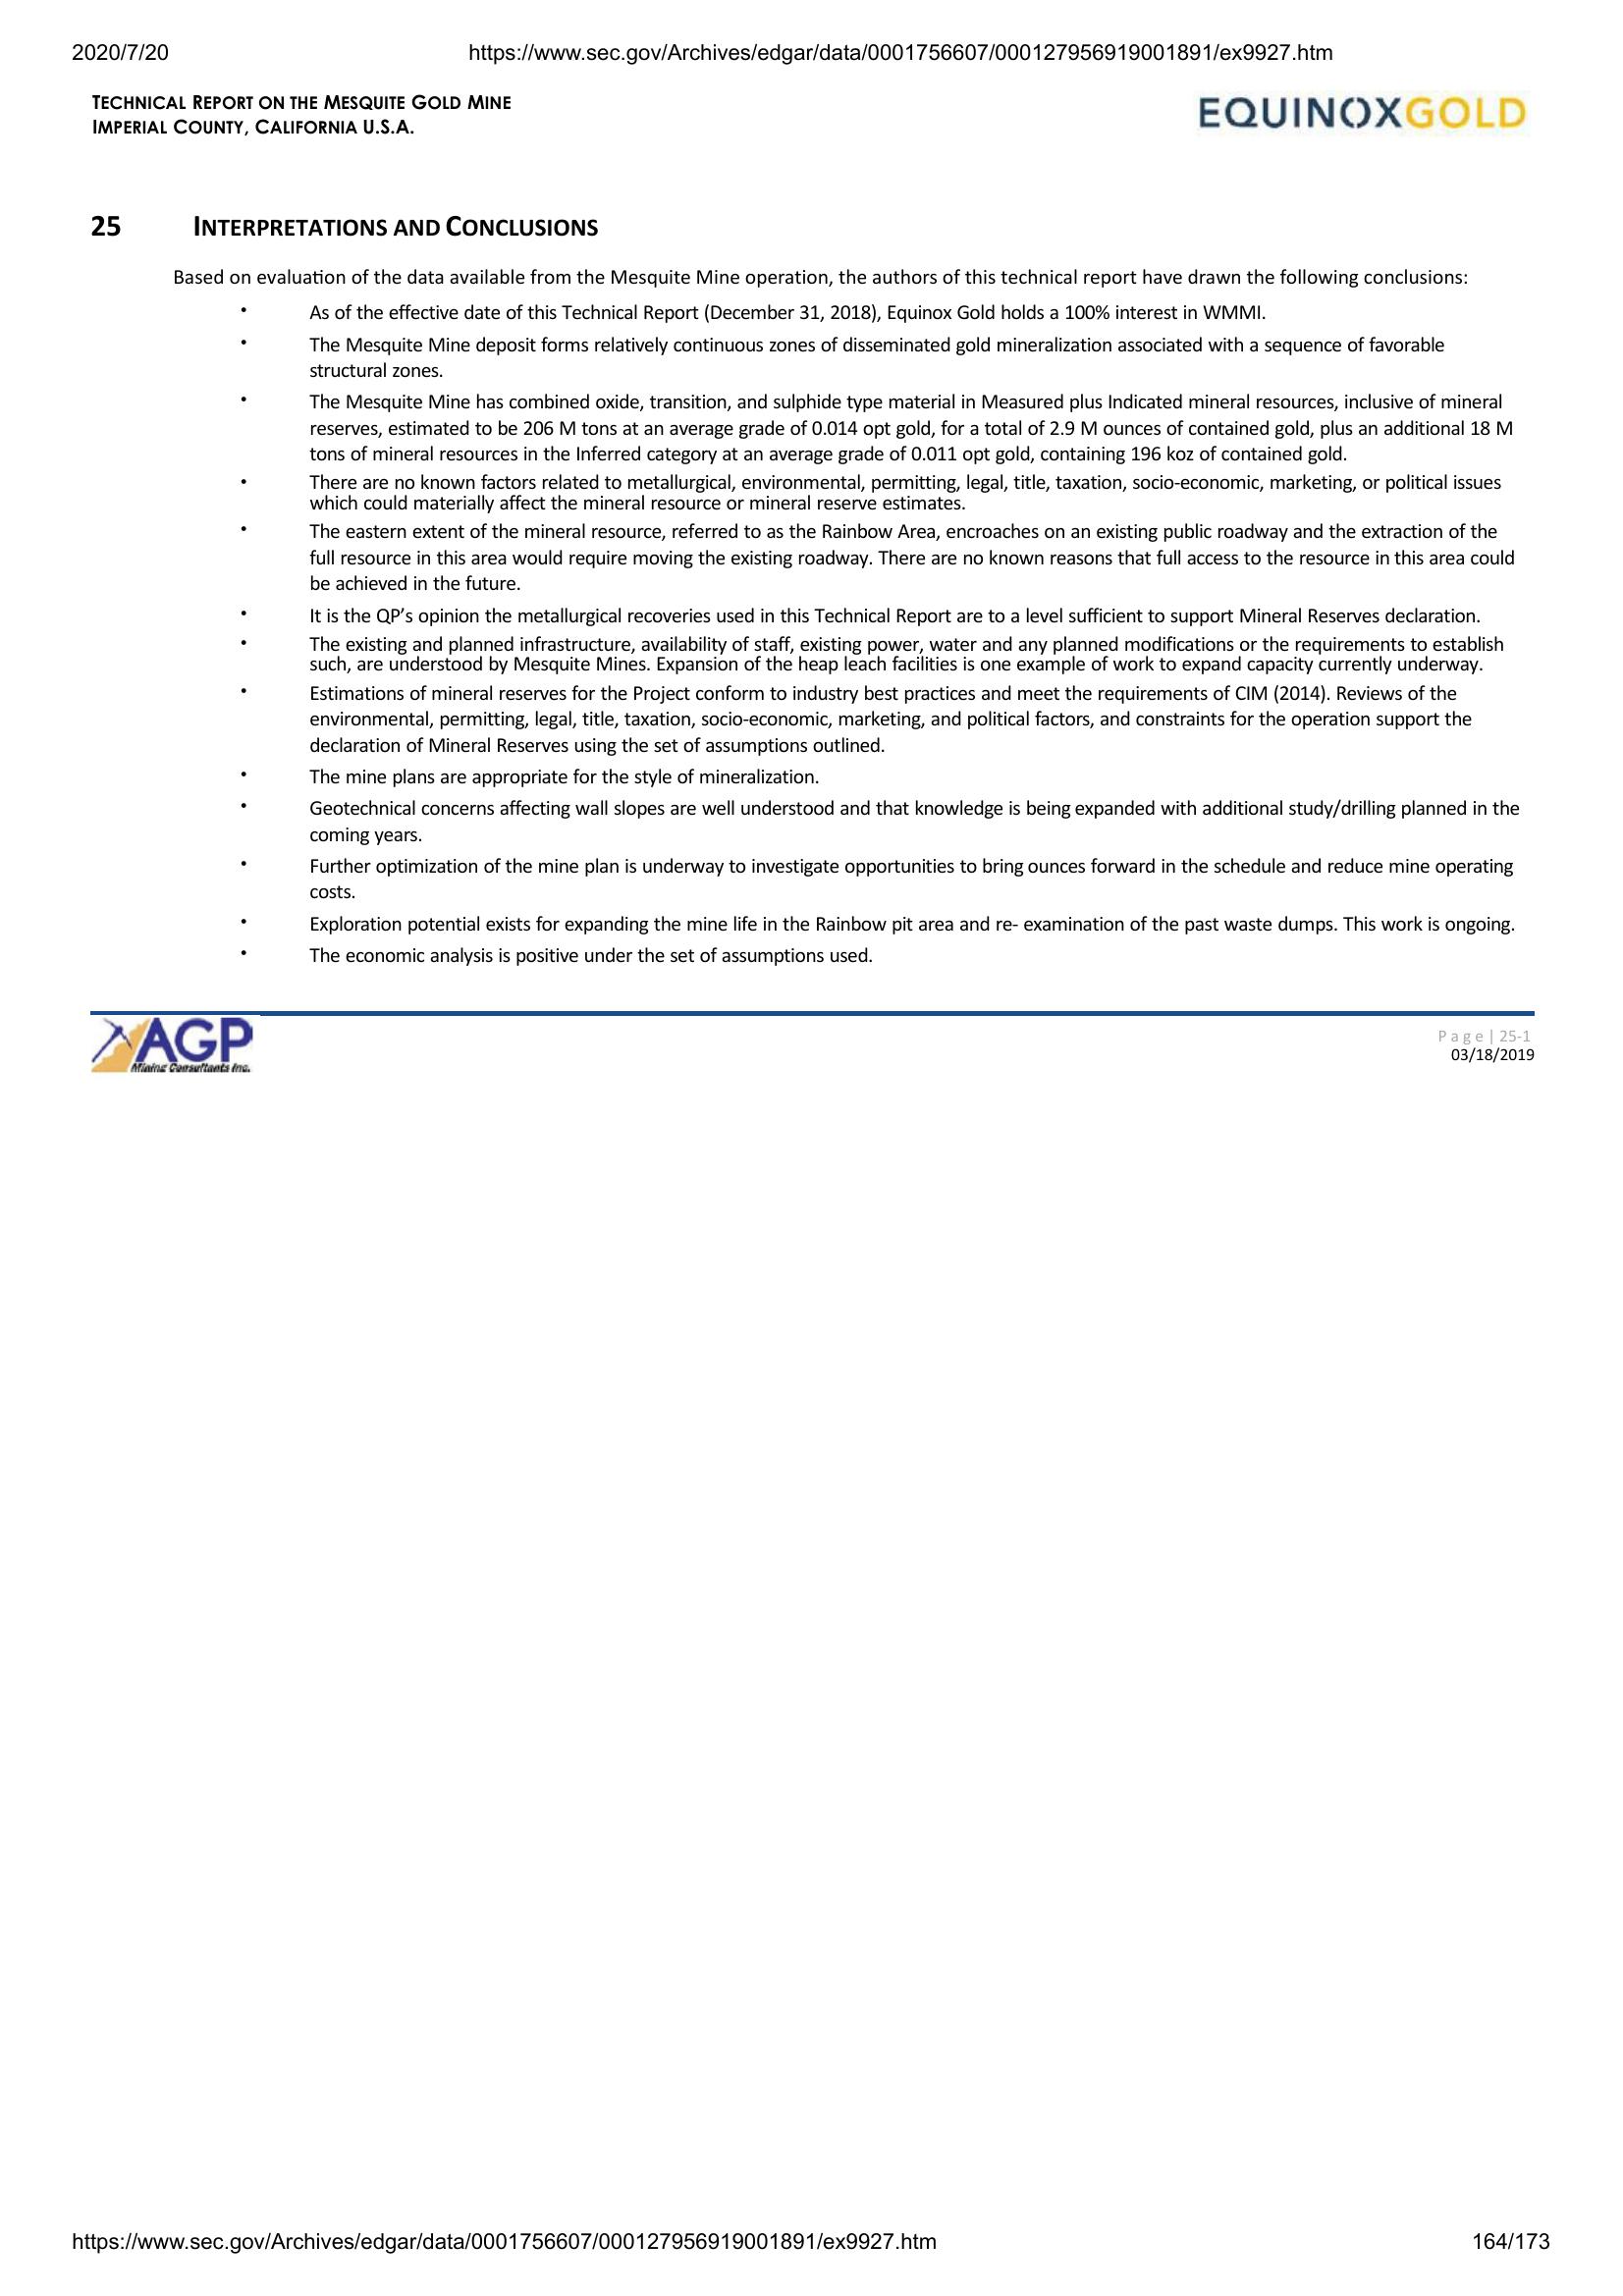 2020/7/20 https://www.sec.gov/Archives/edgar/data/0001756607/000127956919001891/ex9927.htm
TECHNICAL REPORT ON THE MESQUITE GOLD MINE
IMPERIAL COUNTY, CALIFORNIA U.S.A.
EQUINOXGOLD
25 INTERPRETATIONS AND CONCLUSIONS
Based on evaluation of the data available from the Mesquite Mine operation, the authors of this technical report have drawn the following conclusions:
• As of the effective date of this Technical Report (December 31, 2018), Equinox Gold holds a 100% interest in WMMI.
• The Mesquite Mine deposit forms relatively continuous zones of disseminated gold mineralization associated with a sequence of favorable
structural zones.
• The Mesquite Mine has combined oxide, transition, and sulphide type material in Measured plus Indicated mineral resources, inclusive of mineral
reserves, estimated to be 206 M tons at an average grade of 0.014 opt gold, for a total of 2.9 M ounces of contained gold, plus an additional 18 M
tons of mineral resources in the Inferred category at an average grade of 0.011 opt gold, containing 196 koz of contained gold.
• There are no known factors related to metallurgical, environmental, permitting, legal, title, taxation, socio-economic, marketing, or political issues
which could materially affect the mineral resource or mineral reserve estimates.
• The eastern extent of the mineral resource, referred to as the Rainbow Area, encroaches on an existing public roadway and the extraction of the
full resource in this area would require moving the existing roadway. There are no known reasons that full access to the resource in this area could
be achieved in the future.
• It is the QP’s opinion the metallurgical recoveries used in this Technical Report are to a level sufficient to support Mineral Reserves declaration.
• The existing and planned infrastructure, availability of staff, existing power, water and any planned modifications or the requirements to establish
such, are understood by Mesquite Mines. Expansion of the heap leach facilities is one example of work to expand capacity currently underway.
• Estimations of mineral reserves for the Project conform to industry best practices and meet the requirements of CIM (2014). Reviews of the
environmental, permitting, legal, title, taxation, socio-economic, marketing, and political factors, and constraints for the operation support the
declaration of Mineral Reserves using the set of assumptions outlined.
• The mine plans are appropriate for the style of mineralization.
• Geotechnical concerns affecting wall slopes are well understood and that knowledge is being expanded with additional study/drilling planned in the
coming years.
• Further optimization of the mine plan is underway to investigate opportunities to bring ounces forward in the schedule and reduce mine operating
costs.
• Exploration potential exists for expanding the mine life in the Rainbow pit area and re- examination of the past waste dumps. This work is ongoing.
• The economic analysis is positive under the set of assumptions used.
AGP
Mining Consultants Inc.
P a g e | 25-1
03/18/2019
https://www.sec.gov/Archives/edgar/data/0001756607/000127956919001891/ex9927.htm 164/173